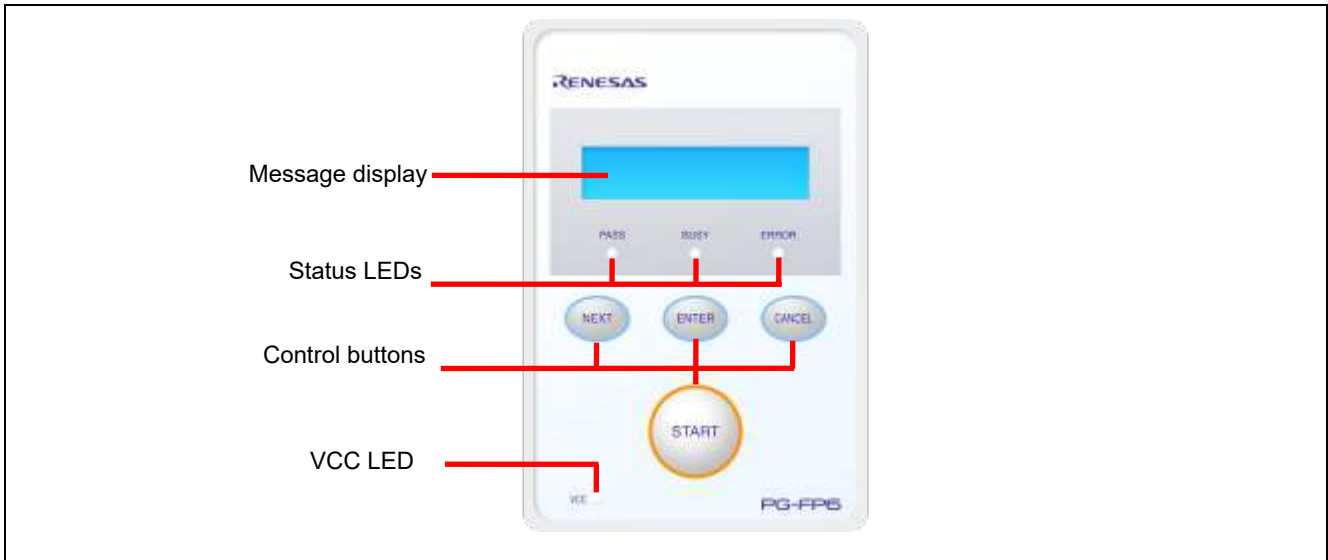 RENESAS
Message display
PASS BUSY ERROR
Status LEDs
NEXT ENTER CANCEL
Control buttons
START
VCC LED
VCC
PG-FP6